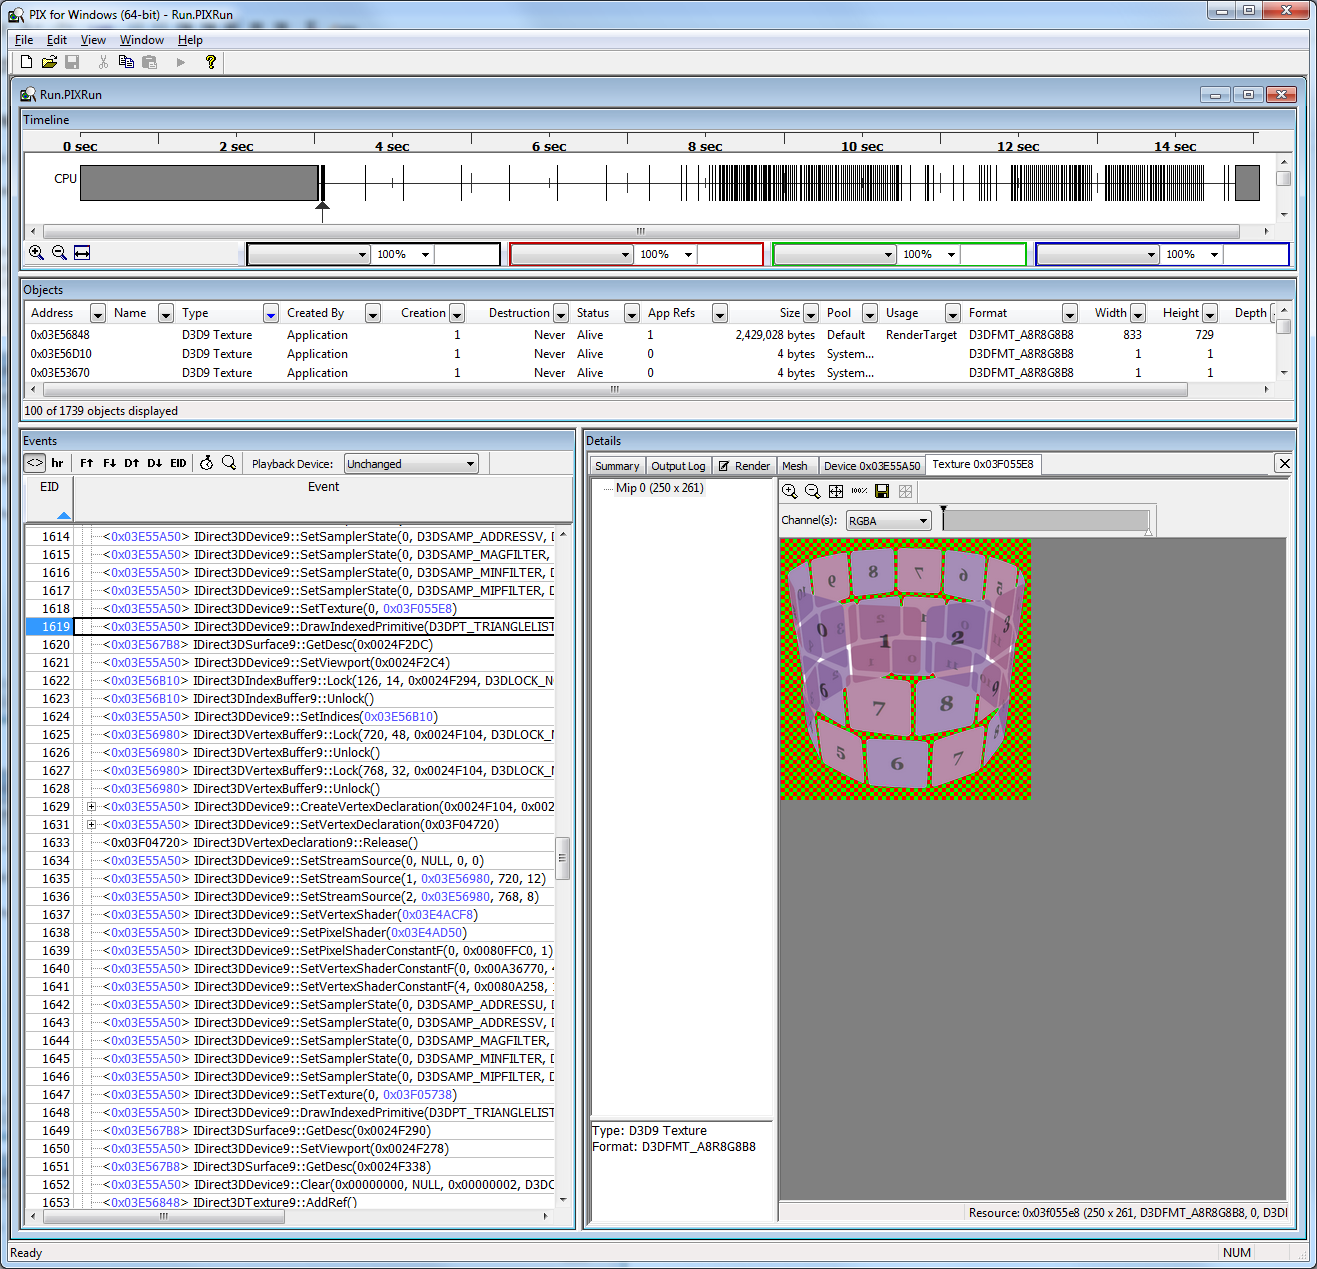 PIX for Windows (64-bit) - Run.PIXRun
File Edit View Window Help
Run.PIXRun
Timeline
0 sec 2 sec 4 sec 6 sec 8 sec 10 sec 12 sec 14 sec
CPU
100% 100% 100% 100%
Objects
Address Name Type Created By Creation Destruction Status App Refs Size Pool Usage Format Width Height Depth
0x03E56848 D3D9 Texture Application 1 Never Alive 1 2,429,028 bytes Default RenderTarget D3DFMT_A8R8G8B8 833 729
0x03E56D10 D3D9 Texture Application 1 Never Alive 0 4 bytes System... D3DFMT_A8R8G8B8 1 1
0x03E53670 D3D9 Texture Application 1 Never Alive 0 4 bytes System... D3DFMT_A8R8G8B8 1 1
100 of 1739 objects displayed
Events
<> hr F↑ F↓ D↑ D↓ EID Playback Device: Unchanged
EID Event
1614 <0x03E55A50> IDirect3DDevice9::SetSamplerState(0, D3DSAMP_ADDRESSV, D
1615 <0x03E55A50> IDirect3DDevice9::SetSamplerState(0, D3DSAMP_MAGFILTER,
1616 <0x03E55A50> IDirect3DDevice9::SetSamplerState(0, D3DSAMP_MINFILTER, D
1617 <0x03E55A50> IDirect3DDevice9::SetSamplerState(0, D3DSAMP_MIPFILTER, D
1618 <0x03E55A50> IDirect3DDevice9::SetTexture(0, 0x03F055E8)
1619 <0x03E55A50> IDirect3DDevice9::DrawIndexedPrimitive(D3DPT_TRIANGLELIST
1620 <0x03E567B8> IDirect3DSurface9::GetDesc(0x0024F2DC)
1621 <0x03E55A50> IDirect3DDevice9::SetViewport(0x0024F2C4)
1622 <0x03E56B10> IDirect3DIndexBuffer9::Lock(126, 14, 0x0024F294, D3DLOCK_N
1623 <0x03E56B10> IDirect3DIndexBuffer9::Unlock()
1624 <0x03E55A50> IDirect3DDevice9::SetIndices(0x03E56B10)
1625 <0x03E56980> IDirect3DVertexBuffer9::Lock(720, 48, 0x0024F104, D3DLOCK_N
1626 <0x03E56980> IDirect3DVertexBuffer9::Unlock()
1627 <0x03E56980> IDirect3DVertexBuffer9::Lock(768, 32, 0x0024F104, D3DLOCK_N
1628 <0x03E56980> IDirect3DVertexBuffer9::Unlock()
1629 <0x03E55A50> IDirect3DDevice9::CreateVertexDeclaration(0x0024F104, 0x002
1631 <0x03E55A50> IDirect3DDevice9::SetVertexDeclaration(0x03F04720)
1633 <0x03F04720> IDirect3DVertexDeclaration9::Release()
1634 <0x03E55A50> IDirect3DDevice9::SetStreamSource(0, NULL, 0, 0)
1635 <0x03E55A50> IDirect3DDevice9::SetStreamSource(1, 0x03E56980, 720, 12)
1636 <0x03E55A50> IDirect3DDevice9::SetStreamSource(2, 0x03E56980, 768, 8)
1637 <0x03E55A50> IDirect3DDevice9::SetVertexShader(0x03E4ACF8)
1638 <0x03E55A50> IDirect3DDevice9::SetPixelShader(0x03E4AD50)
1639 <0x03E55A50> IDirect3DDevice9::SetPixelShaderConstantF(0, 0x0080FFC0, 1)
1640 <0x03E55A50> IDirect3DDevice9::SetVertexShaderConstantF(0, 0x00A36770, 4
1641 <0x03E55A50> IDirect3DDevice9::SetVertexShaderConstantF(4, 0x0080A258,
1642 <0x03E55A50> IDirect3DDevice9::SetSamplerState(0, D3DSAMP_ADDRESSU, D
1643 <0x03E55A50> IDirect3DDevice9::SetSamplerState(0, D3DSAMP_ADDRESSV, D
1644 <0x03E55A50> IDirect3DDevice9::SetSamplerState(0, D3DSAMP_MAGFILTER,
1645 <0x03E55A50> IDirect3DDevice9::SetSamplerState(0, D3DSAMP_MINFILTER, D
1646 <0x03E55A50> IDirect3DDevice9::SetSamplerState(0, D3DSAMP_MIPFILTER, D
1647 <0x03E55A50> IDirect3DDevice9::SetTexture(0, 0x03F05738)
1648 <0x03E55A50> IDirect3DDevice9::DrawIndexedPrimitive(D3DPT_TRIANGLELIST
1649 <0x03E567B8> IDirect3DSurface9::GetDesc(0x0024F290)
1650 <0x03E55A50> IDirect3DDevice9::SetViewport(0x0024F278)
1651 <0x03E567B8> IDirect3DSurface9::GetDesc(0x0024F338)
1652 <0x03E55A50> IDirect3DDevice9::Clear(0x00000000, NULL, 0x00000002, D3DC
1653 <0x03E56848> IDirect3DTexture9::AddRef()
Details
Summary Output Log Render Mesh Device 0x03E55A50 Texture 0x03F055E8
Mip 0 (250 x 261)
100%
Channel(s): RGBA
10 9 8 7 6 5
0 1 2 3
6 7 8 9
5 6 7 8
Type: D3D9 Texture
Format: D3DFMT_A8R8G8B8
Resource: 0x03f055e8 (250 x 261, D3DFMT_A8R8G8B8, 0, D3DI
Ready
NUM